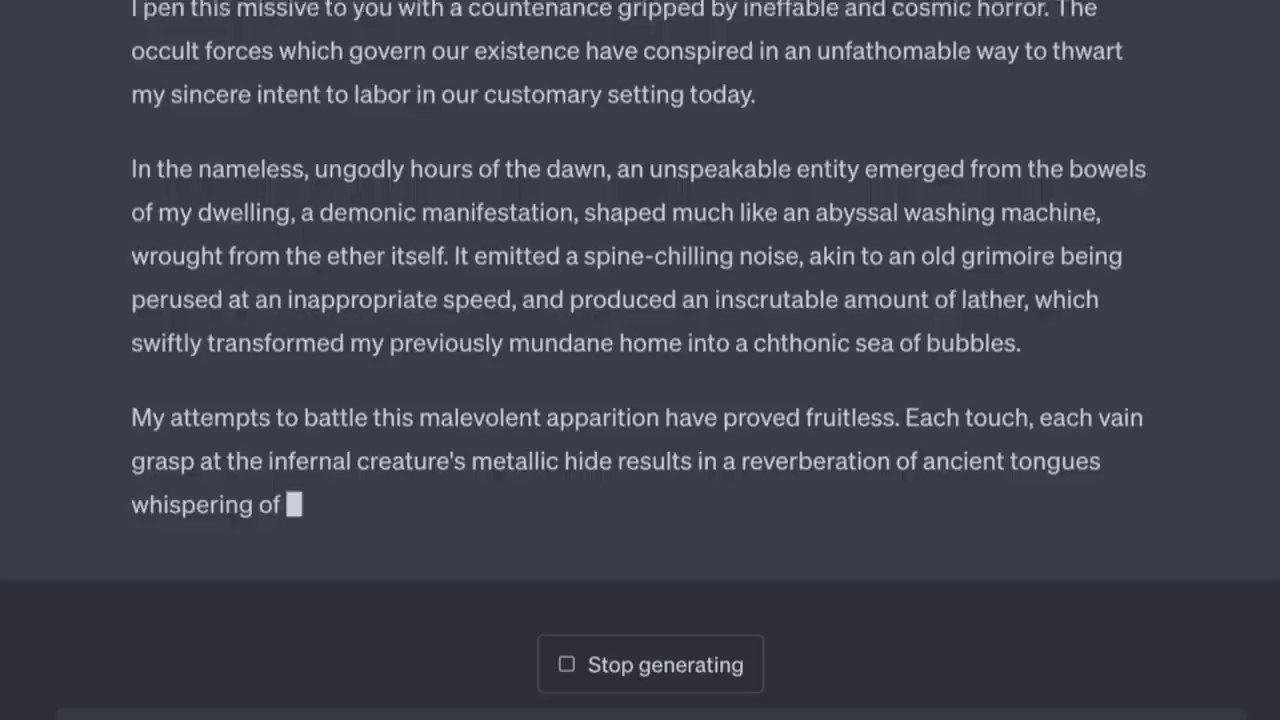 I pen this missive to you with a countenance gripped by ineffable and cosmic horror. The
occult forces which govern our existence have conspired in an unfathomable way to thwart
my sincere intent to labor in our customary setting today.
In the nameless, ungodly hours of the dawn, an unspeakable entity emerged from the bowels
of my dwelling, a demonic manifestation, shaped much like an abyssal washing machine,
wrought from the ether itself. It emitted a spine-chilling noise, akin to an old grimoire being
perused at an inappropriate speed, and produced an inscrutable amount of lather, which
swiftly transformed my previously mundane home into a chthonic sea of bubbles.
My attempts to battle this malevolent apparition have proved fruitless. Each touch, each vain
grasp at the infernal creature's metallic hide results in a reverberation of ancient tongues
whispering of
Stop generating